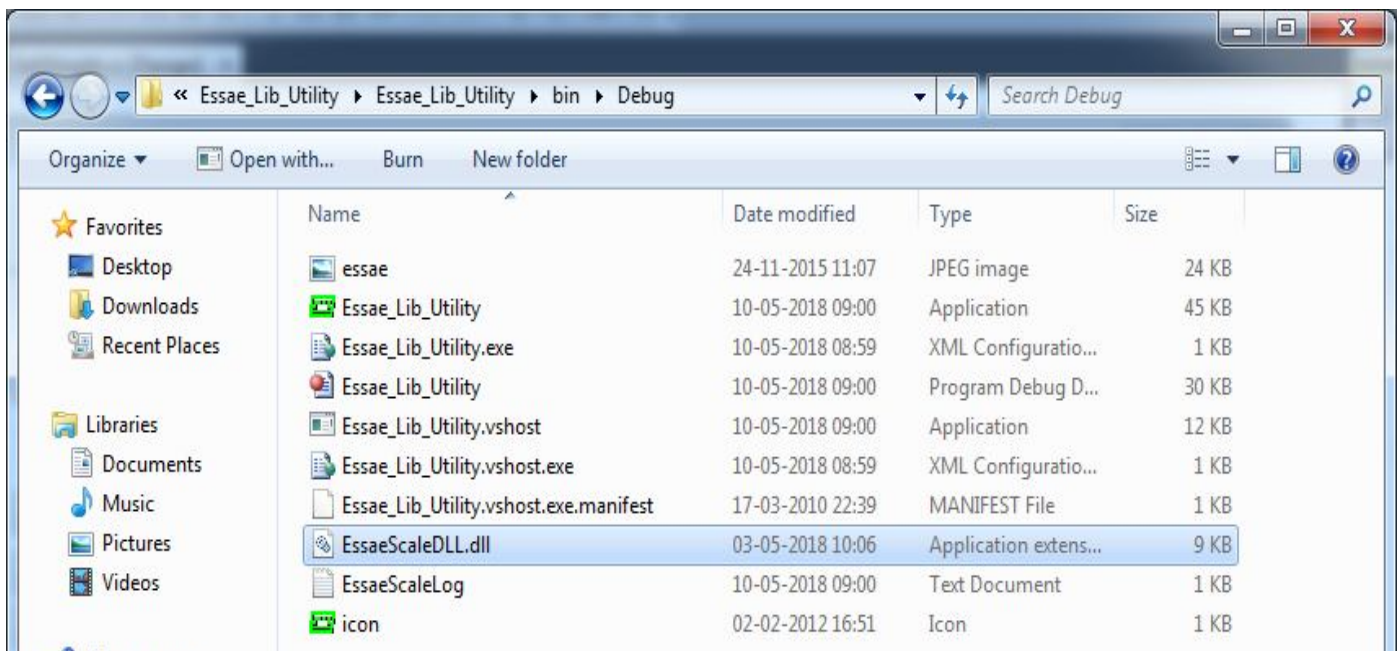 « Essae_Lib_Utility ▸ Essae_Lib_Utility ▸ bin ▸ Debug Search Debug
Organize Open with... Burn New folder
Favorites
Desktop
Downloads
Recent Places
Libraries
Documents
Music
Pictures
Videos
Name Date modified Type Size
essae 24-11-2015 11:07 JPEG image 24 KB
Essae_Lib_Utility 10-05-2018 09:00 Application 45 KB
Essae_Lib_Utility.exe 10-05-2018 08:59 XML Configuratio... 1 KB
Essae_Lib_Utility 10-05-2018 09:00 Program Debug D... 30 KB
Essae_Lib_Utility.vshost 10-05-2018 09:00 Application 12 KB
Essae_Lib_Utility.vshost.exe 10-05-2018 08:59 XML Configuratio... 1 KB
Essae_Lib_Utility.vshost.exe.manifest 17-03-2010 22:39 MANIFEST File 1 KB
EssaeScaleDLL.dll 03-05-2018 10:06 Application extens... 9 KB
EssaeScaleLog 10-05-2018 09:00 Text Document 1 KB
icon 02-02-2012 16:51 Icon 1 KB